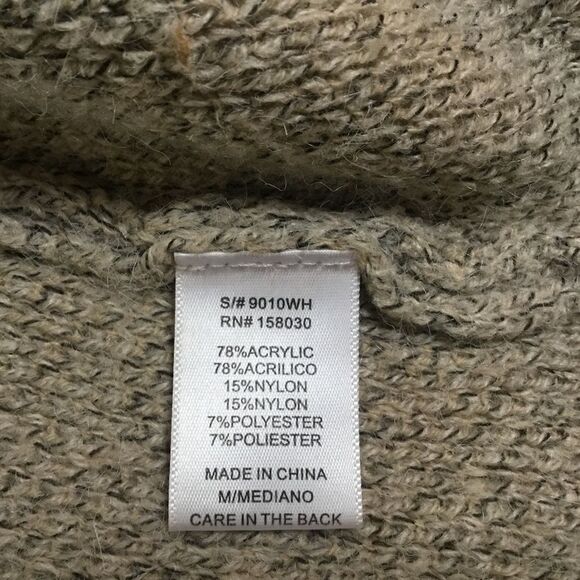 S/# 9010WH
RN# 158030
78%ACRYLIC
78%ACRILICO
15%NYLON
15%NYLON
7%POLYESTER
7%POLIESTER
MADE IN CHINA
M/MEDIANO
CARE IN THE BACK